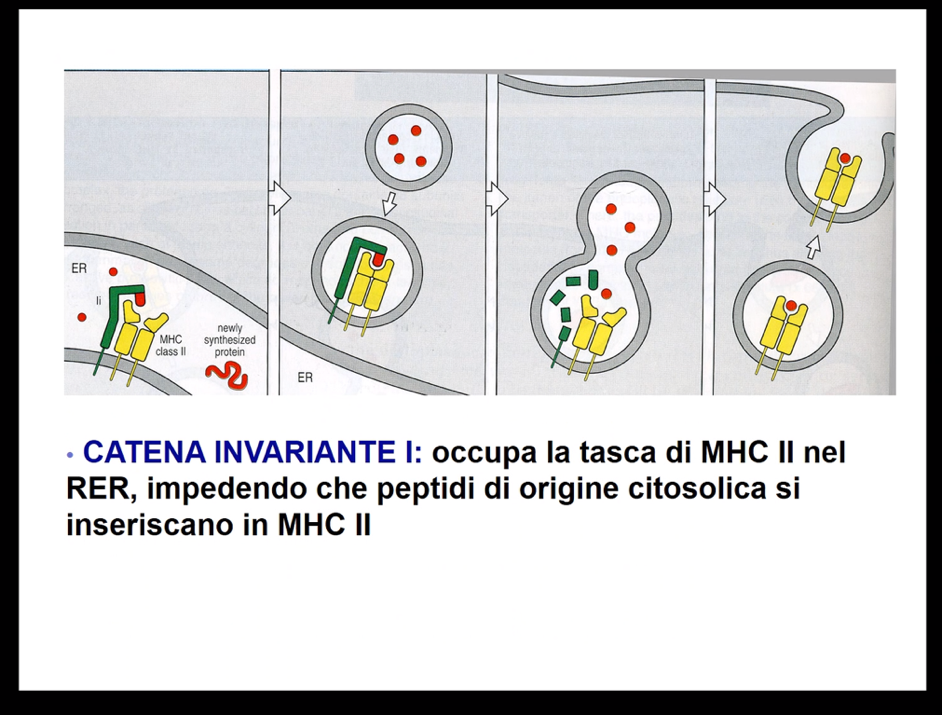 ER
Ii
MHC
class II
newly
synthesized
protein
ER
• CATENA INVARIANTE I: occupa la tasca di MHC II nel
RER, impedendo che peptidi di origine citosolica si
inseriscano in MHC II